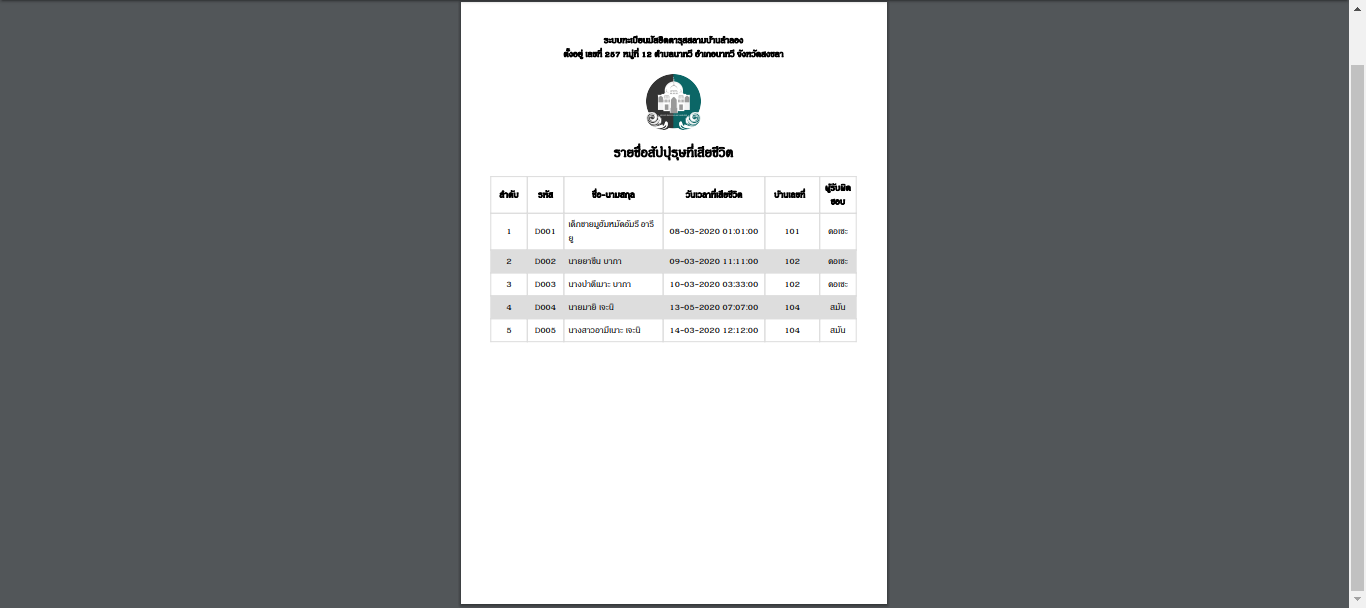 ระบบทะเบียนมัสยิดดารุสสลามบ้านลำลอง
ตั้งอยู่ เลขที่ 257 หมู่ที่ 12 ตำบลนาทวี อำเภอนาทวี จังหวัดสงขลา
รายชื่อสัปปุรุษที่เสียชีวิต
ลำดับ รหัส ชื่อ-นามสกุล วันเวลาที่เสียชีวิต บ้านเลขที่ ผู้รับผิด
ชอบ
1 D001 เด็กชายมูฮัมหมัดอัมรี อารี 08-03-2020 01:01:00 101 ดอเซะ
ยู
2 D002 นายยาซีน บากา 09-03-2020 11:11:00 102 ดอเซะ
3 D003 นางปาตีเมาะ บากา 10-03-2020 03:33:00 102 ดอเซะ
4 D004 นายมายิ เจะนิ 13-05-2020 07:07:00 104 สมัน
5 D005 นางสาวอามีเนาะ เจะนิ 14-03-2020 12:12:00 104 สมัน